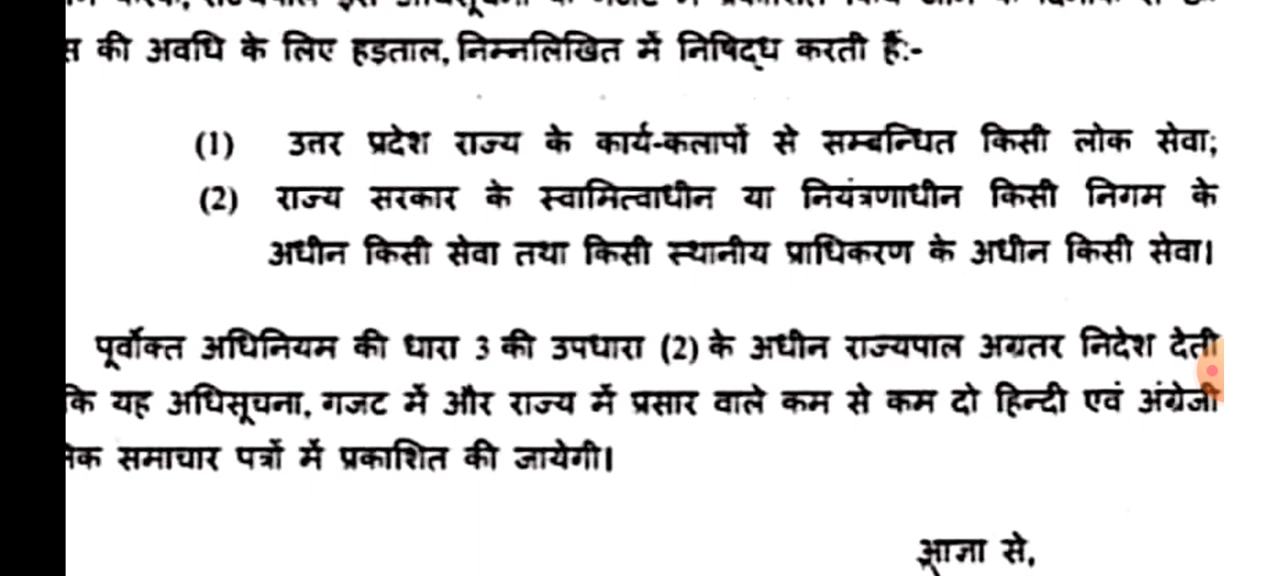 स की अवधि के लिए हड़ताल, निम्नलिखित में निषिद्ध करती हैं:-
(1) उत्तर प्रदेश राज्य के कार्य-कलापों से सम्बन्धित किसी लोक सेवा;
(2) राज्य सरकार के स्वामित्वाधीन या नियंत्रणाधीन किसी निगम के
अधीन किसी सेवा तथा किसी स्थानीय प्राधिकरण के अधीन किसी सेवा।
पूर्वोक्त अधिनियम की धारा 3 की उपधारा (2) के अधीन राज्यपाल अग्रतर निदेश देती
कि यह अधिसूचना, गजट में और राज्य में प्रसार वाले कम से कम दो हिन्दी एवं अंग्रेजी
समाचार पत्रों में प्रकाशित की जायेगी।
आज्ञा से,